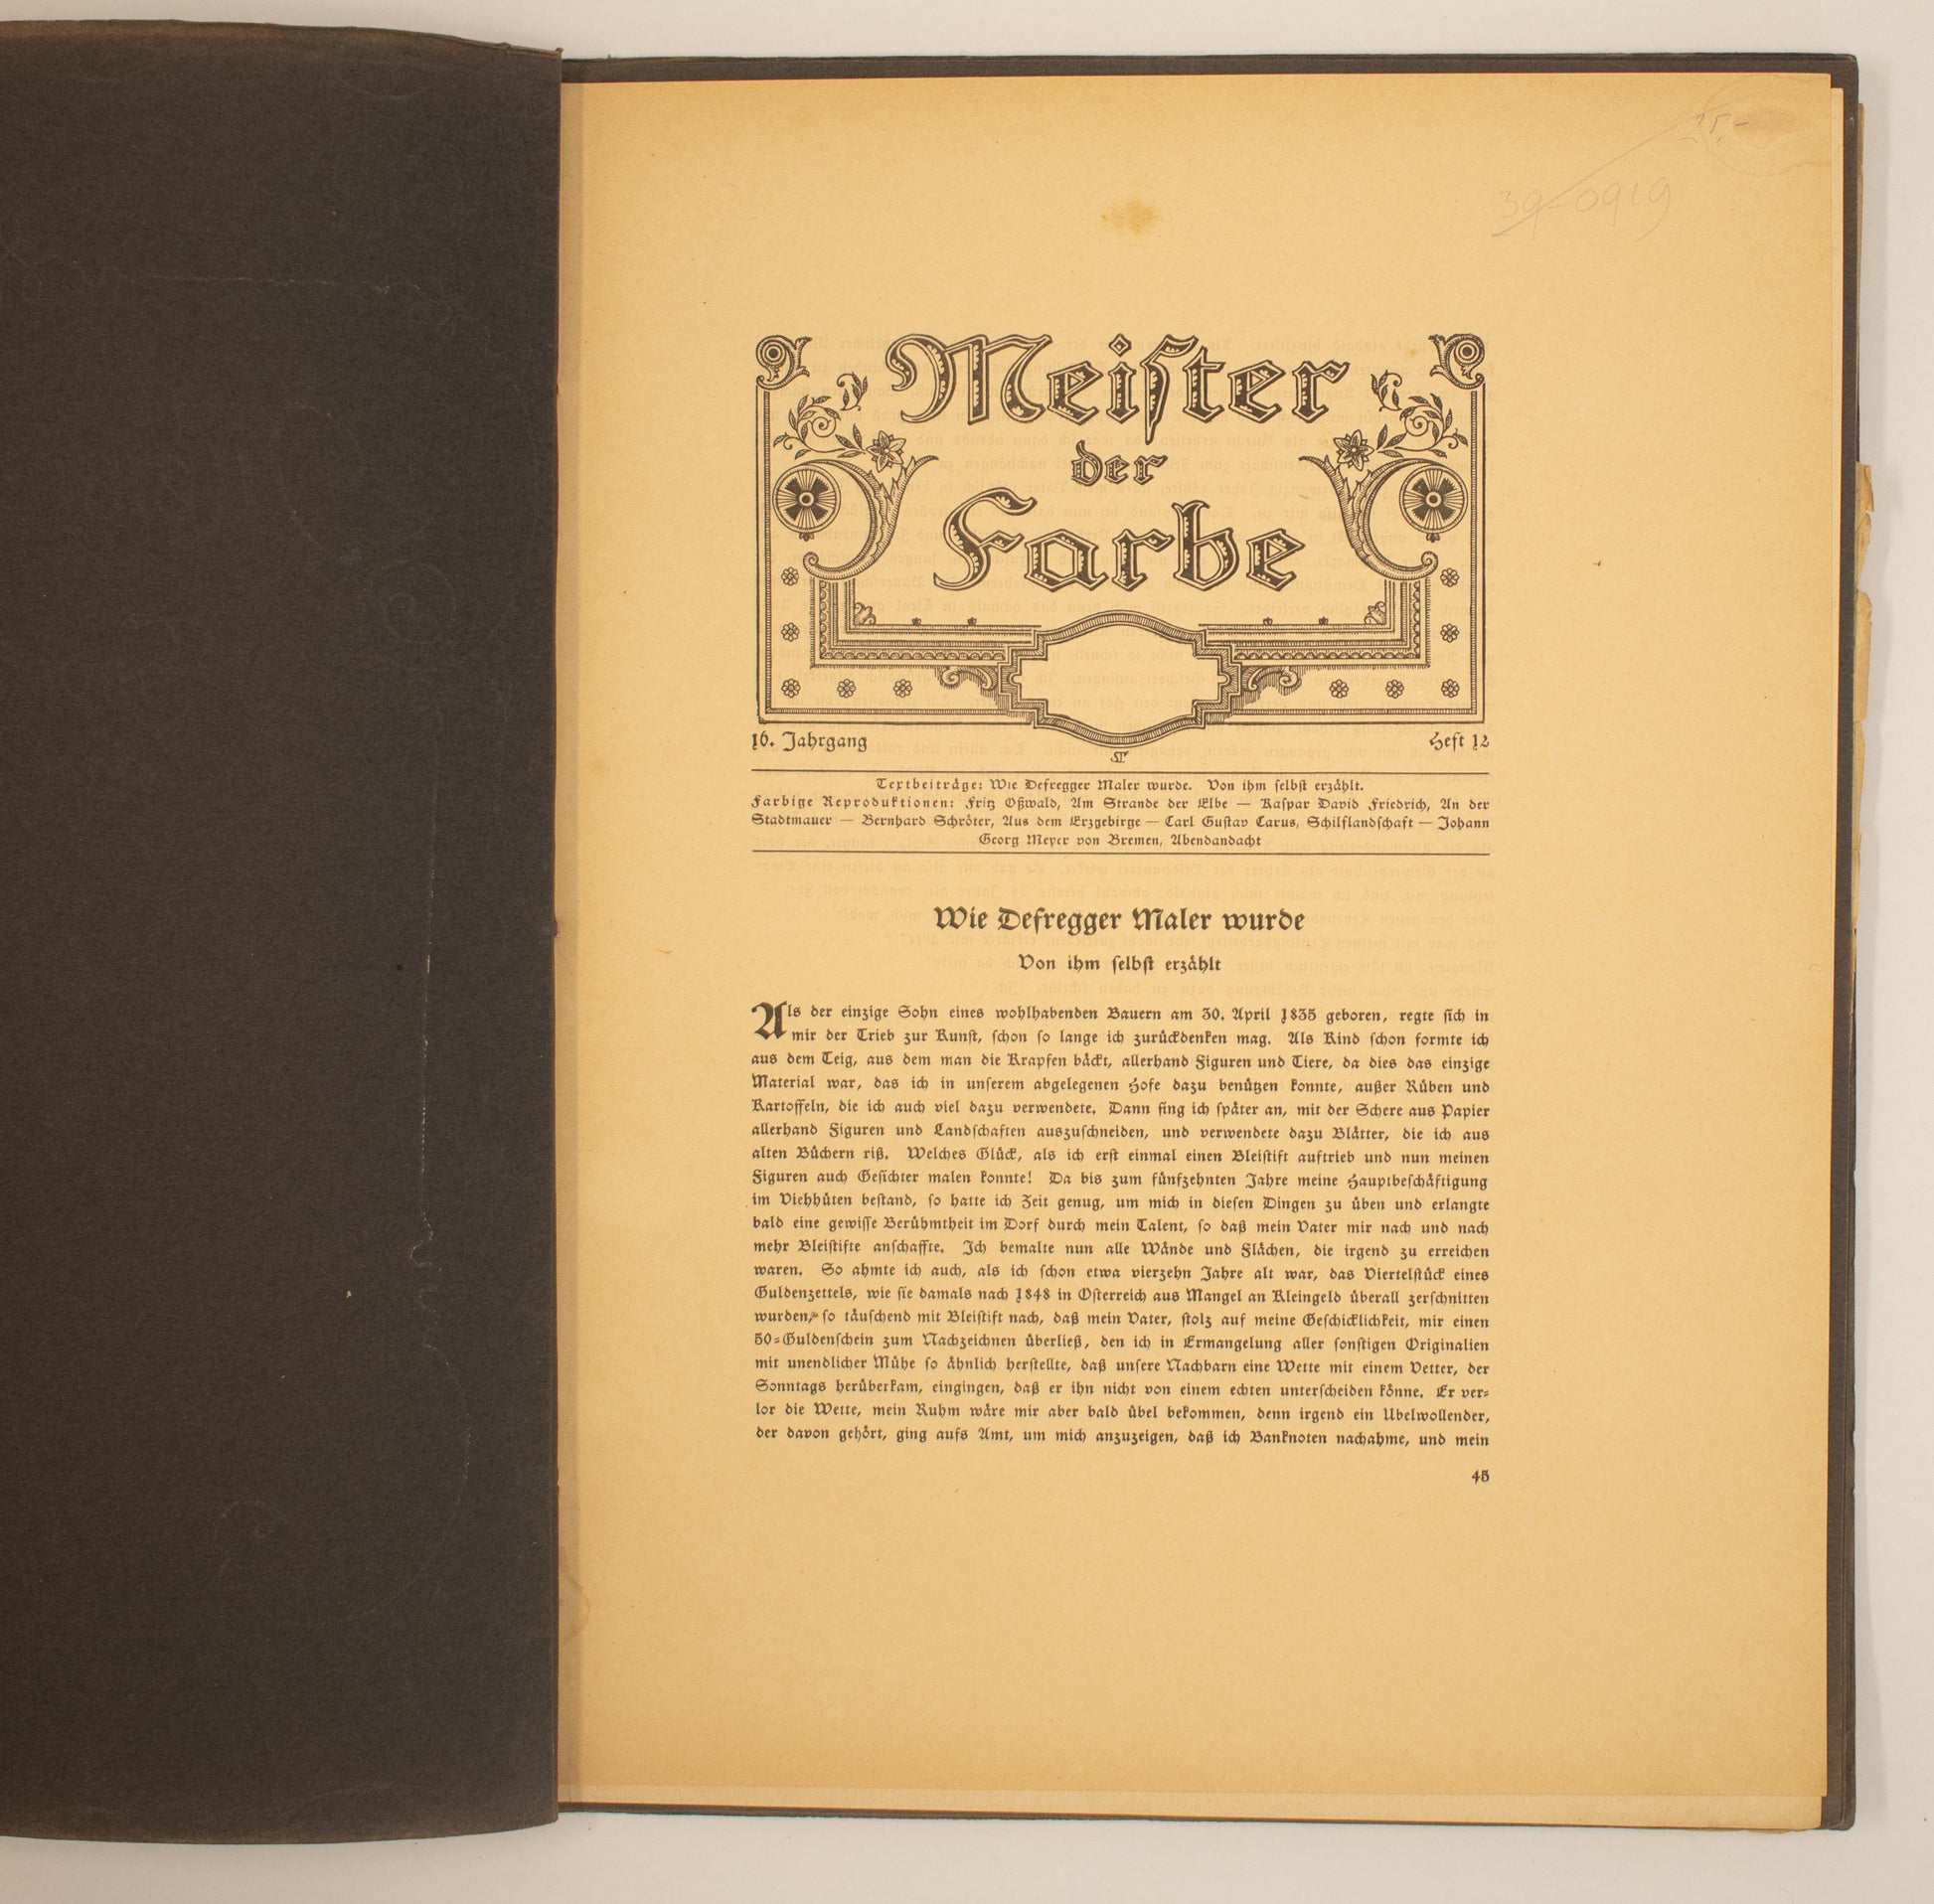 25,-
39-0919
Meiſter
der
Farbe
16. Jahrgang
Heft 12
Textbeiträge: Wie Defregger Maler wurde. Von ihm ſelbſt erzählt.
Farbige Reproduktionen: Fritz Oßwald, Am Strande der Elbe — Kaſpar David Friedrich, An der
Stadtmauer — Bernhard Schröter, Aus dem Erzgebirge — Carl Guſtav Carus, Schilflandſchaft — Johann
Georg Meyer von Bremen, Abendandacht
Wie Defregger Maler wurde
Von ihm ſelbſt erzählt
Als der einzige Sohn eines wohlhabenden Bauern am 30. April 1835 geboren, regte ſich in
mir der Trieb zur Kunſt, ſchon ſo lange ich zurückdenken mag. Als Kind ſchon formte ich
aus dem Teig, aus dem man die Krapfen bäckt, allerhand Figuren und Tiere, da dies das einzige
Material war, das ich in unſerem abgelegenen Hofe dazu benützen konnte, außer Rüben und
Kartoffeln, die ich auch viel dazu verwendete. Dann fing ich ſpäter an, mit der Schere aus Papier
allerhand Figuren und Landſchaften auszuſchneiden, und verwendete dazu Blätter, die ich aus
alten Büchern riß. Welches Glück, als ich erſt einmal einen Bleiſtift auftrieb und nun meinen
Figuren auch Geſichter malen konnte! Da bis zum fünfzehnten Jahre meine Hauptbeſchäftigung
im Viehhüten beſtand, ſo hatte ich Zeit genug, um mich in dieſen Dingen zu üben und erlangte
bald eine gewiſſe Berühmtheit im Dorf durch mein Talent, ſo daß mein Vater mir nach und nach
mehr Bleiſtifte anſchaffte. Ich bemalte nun alle Wände und Flächen, die irgend zu erreichen
waren. So ahmte ich auch, als ich ſchon etwa vierzehn Jahre alt war, das Viertelſtück eines
Guldenzettels, wie ſie damals nach 1848 in Oſterreich aus Mangel an Kleingeld überall zerſchnitten
wurden, ſo täuſchend mit Bleiſtift nach, daß mein Vater, ſtolz auf meine Geſchicklichkeit, mir einen
50-Guldenſchein zum Nachzeichnen überließ, den ich in Ermangelung aller ſonſtigen Originalien
mit unendlicher Mühe ſo ähnlich herſtellte, daß unſere Nachbarn eine Wette mit einem Vetter, der
Sonntags herüberkam, eingingen, daß er ihn nicht von einem echten unterſcheiden könne. Er ver-
lor die Wette, mein Ruhm wäre mir aber bald übel bekommen, denn irgend ein Ubelwollender,
der davon gehört, ging aufs Amt, um mich anzuzeigen, daß ich Banknoten nachahme, und mein
45